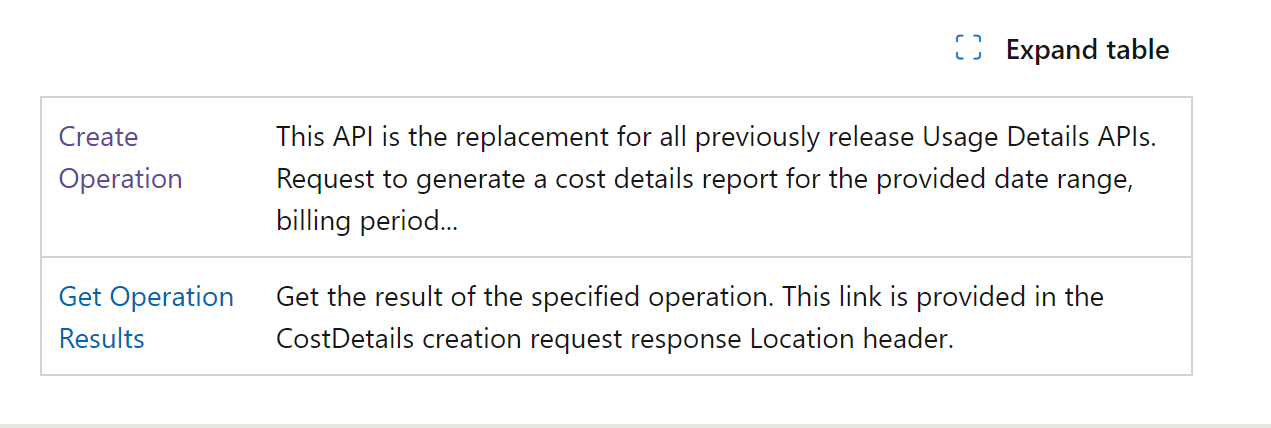 Expand table
Create
Operation
This API is the replacement for all previously release Usage Details APIs.
Request to generate a cost details report for the provided date range,
billing period...
Get Operation
Results
Get the result of the specified operation. This link is provided in the
CostDetails creation request response Location header.